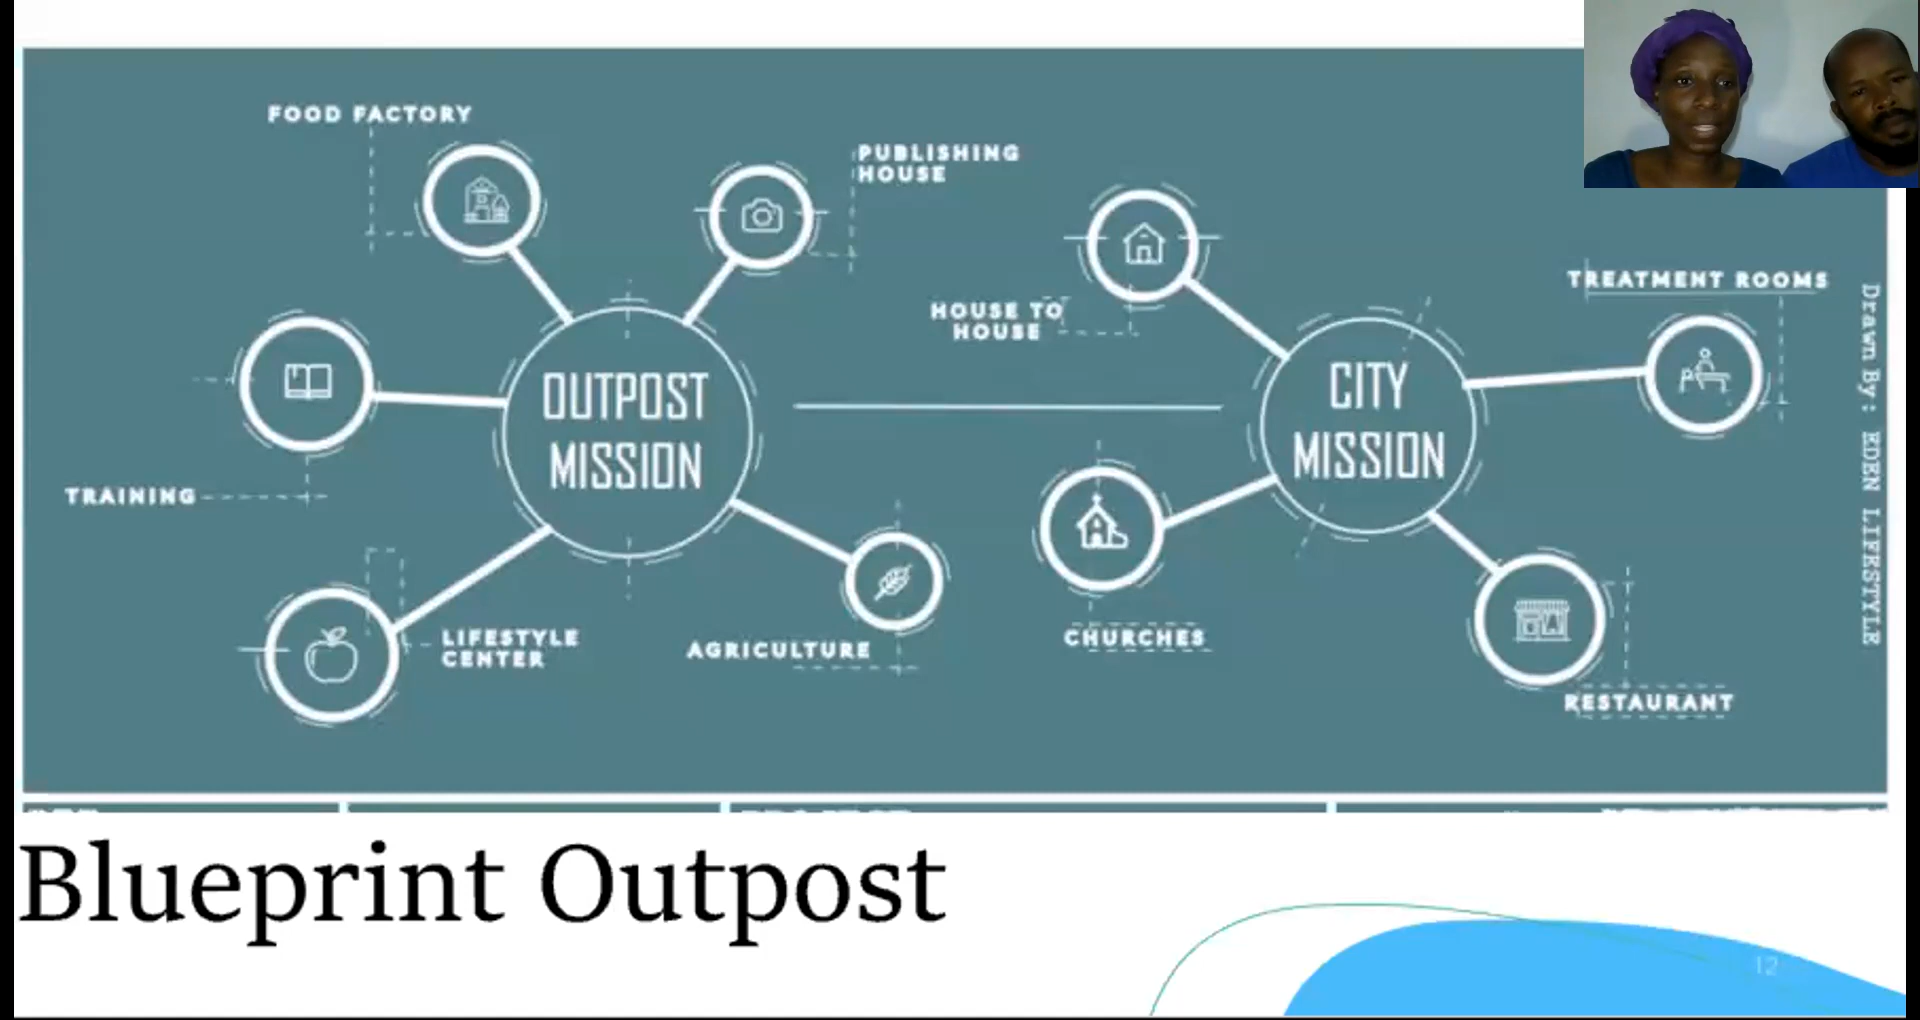 FOOD FACTORY
PUBLISHING
HOUSE
HOUSE TO
HOUSE
TREATMENT ROOMS
OUTPOST
MISSION
CITY
MISSION
TRAINING
LIFESTYLE
CENTER
AGRICULTURE
CHURCHES
RESTAURANT
Drawn By: EDEN LIFESTYLE
Blueprint Outpost
12